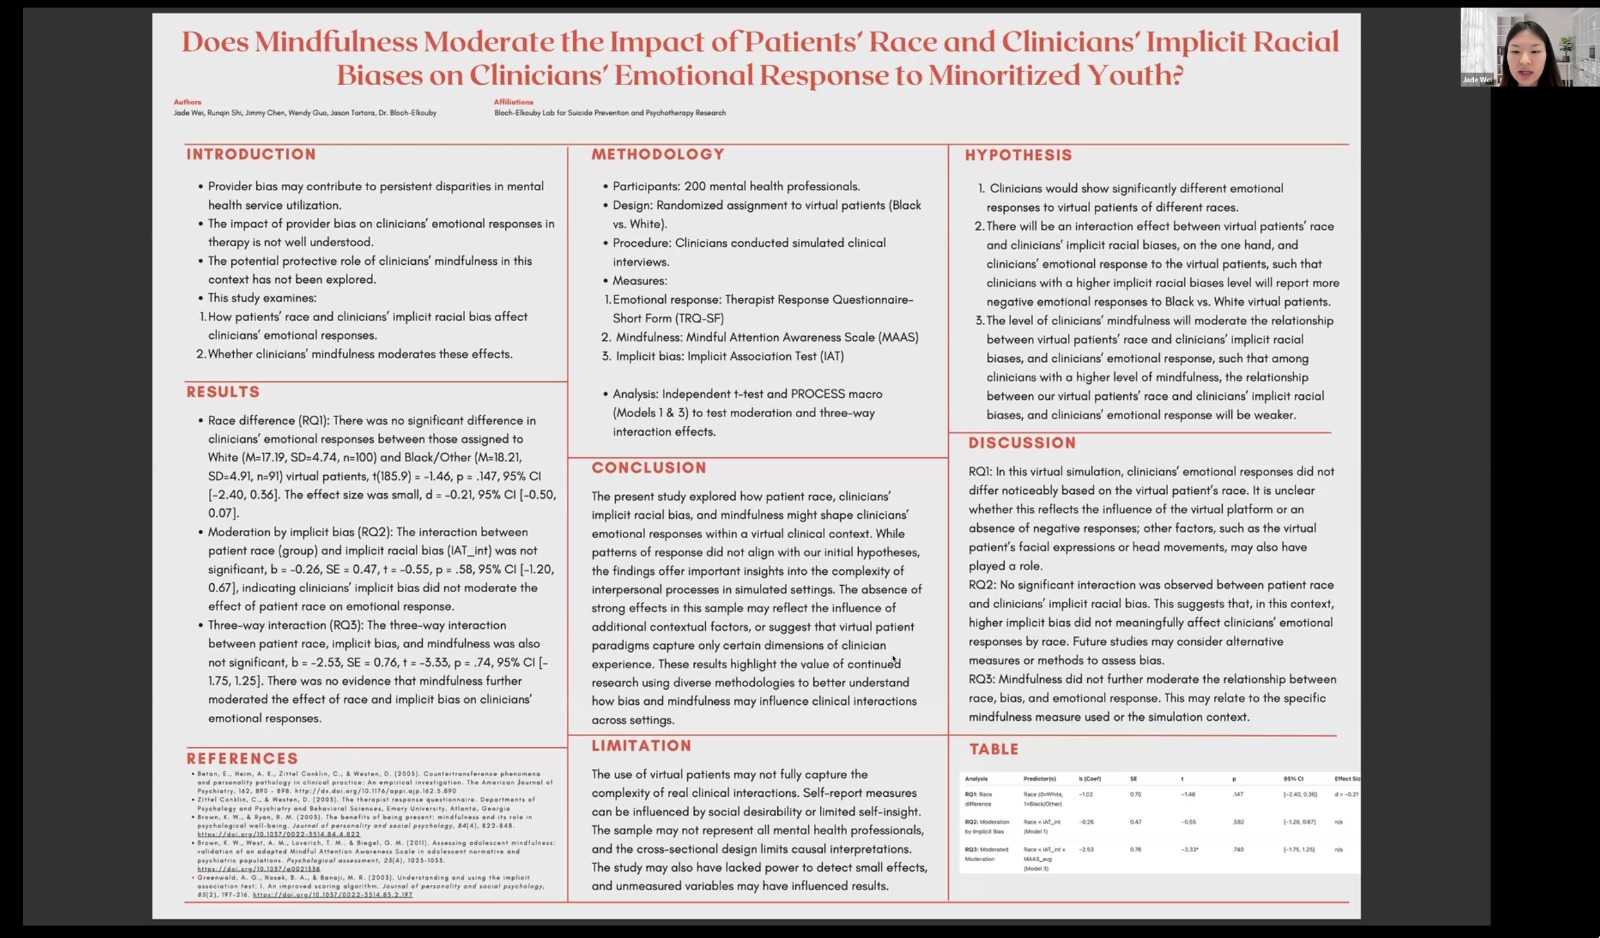 Does Mindfulness Moderate the Impact of Patients' Race and Clinicians' Implicit Racial
Biases on Clinicians' Emotional Response to Minoritized Youth?
Authors
Jade Wei, Runqin Shi, Jimmy Chen, Wendy Guo, Jason Tortora, Dr. Bloch-Elkouby
Affiliations
Bloch-Elkouby Lab for Suicide Prevention and Psychotherapy Research
Jade Wei
INTRODUCTION
• Provider bias may contribute to persistent disparities in mental
health service utilization.
• The impact of provider bias on clinicians' emotional responses in
therapy is not well understood.
• The potential protective role of clinicians' mindfulness in this
context has not been explored.
• This study examines:
1. How patients' race and clinicians' implicit racial bias affect
clinicians' emotional responses.
2. Whether clinicians' mindfulness moderates these effects.
RESULTS
• Race difference (RQ1): There was no significant difference in
clinicians' emotional responses between those assigned to
White (M=17.19, SD=4.74, n=100) and Black/Other (M=18.21,
SD=4.91, n=91) virtual patients, t(185.9) = -1.46, p = .147, 95% CI
[-2.40, 0.36]. The effect size was small, d = -0.21, 95% CI [-0.50,
0.07].
• Moderation by implicit bias (RQ2): The interaction between
patient race (group) and implicit racial bias (IAT_int) was not
significant, b = -0.26, SE = 0.47, t = -0.55, p = .58, 95% CI [-1.20,
0.67], indicating clinicians' implicit bias did not moderate the
effect of patient race on emotional response.
• Three-way interaction (RQ3): The three-way interaction
between patient race, implicit bias, and mindfulness was also
not significant, b = -2.53, SE = 0.76, t = -3.33, p = .74, 95% CI [-
1.75, 1.25]. There was no evidence that mindfulness further
moderated the effect of race and implicit bias on clinicians'
emotional responses.
REFERENCES
• Betan, E., Heim, A. K., Zittel Conklin, C., & Westen, D. (2005). Countertransference phenomena
and personality pathology in clinical practice: An empirical investigation. The American Journal of
Psychiatry, 162, 890 - 898. http://dx.doi.org/10.1176/appi.ajp.162.5.890
• Zittel Conklin, C., & Westen, D. (2003). The therapist response questionnaire. Departments of
Psychology and Psychiatry and Behavioral Sciences, Emory University, Atlanta, Georgia
• Brown, K. W., & Ryan, R. M. (2003). The benefits of being present: mindfulness and its role in
psychological well-being. Journal of personality and social psychology, 84(4), 822-848.
https://doi.org/10.1037/0022-3514.84.4.822
• Brown, K. W., West, A. M., Loverich, T. M., & Biegel, G. M. (2011). Assessing adolescent mindfulness:
validation of an adapted Mindful Attention Awareness Scale in adolescent normative and
psychiatric populations. Psychological assessment, 23(4), 1023-1033.
https://doi.org/10.1037/a0021338
• Greenwald, A. G., Nosek, B. A., & Banaji, M. R. (2003). Understanding and using the implicit
association test: I. An improved scoring algorithm. Journal of personality and social psychology,
85(2), 197-216. https://doi.org/10.1037/0022-3514.85.2.197
METHODOLOGY
• Participants: 200 mental health professionals.
• Design: Randomized assignment to virtual patients (Black
vs. White).
• Procedure: Clinicians conducted simulated clinical
interviews.
• Measures:
1. Emotional response: Therapist Response Questionnaire-
Short Form (TRQ-SF)
2. Mindfulness: Mindful Attention Awareness Scale (MAAS)
3. Implicit bias: Implicit Association Test (IAT)
• Analysis: Independent t-test and PROCESS macro
(Models 1 & 3) to test moderation and three-way
interaction effects.
CONCLUSION
The present study explored how patient race, clinicians'
implicit racial bias, and mindfulness might shape clinicians'
emotional responses within a virtual clinical context. While
patterns of response did not align with our initial hypotheses,
the findings offer important insights into the complexity of
interpersonal processes in simulated settings. The absence of
strong effects in this sample may reflect the influence of
additional contextual factors, or suggest that virtual patient
paradigms capture only certain dimensions of clinician
experience. These results highlight the value of continued
research using diverse methodologies to better understand
how bias and mindfulness may influence clinical interactions
across settings.
LIMITATION
The use of virtual patients may not fully capture the
complexity of real clinical interactions. Self-report measures
can be influenced by social desirability or limited self-insight.
The sample may not represent all mental health professionals,
and the cross-sectional design limits causal interpretations.
The study may also have lacked power to detect small effects,
and unmeasured variables may have influenced results.
HYPOTHESIS
1. Clinicians would show significantly different emotional
responses to virtual patients of different races.
2. There will be an interaction effect between virtual patients' race
and clinicians' implicit racial biases, on the one hand, and
clinicians' emotional response to the virtual patients, such that
clinicians with a higher implicit racial biases level will report more
negative emotional responses to Black vs. White virtual patients.
3. The level of clinicians' mindfulness will moderate the relationship
between virtual patients' race and clinicians' implicit racial
biases, and clinicians' emotional response, such that among
clinicians with a higher level of mindfulness, the relationship
between our virtual patients' race and clinicians' implicit racial
biases, and clinicians' emotional response will be weaker.
DISCUSSION
RQ1: In this virtual simulation, clinicians' emotional responses did not
differ noticeably based on the virtual patient's race. It is unclear
whether this reflects the influence of the virtual platform or an
absence of negative responses; other factors, such as the virtual
patient's facial expressions or head movements, may also have
played a role.
RQ2: No significant interaction was observed between patient race
and clinicians' implicit racial bias. This suggests that, in this context,
higher implicit bias did not meaningfully affect clinicians' emotional
responses by race. Future studies may consider alternative
measures or methods to assess bias.
RQ3: Mindfulness did not further moderate the relationship between
race, bias, and emotional response. This may relate to the specific
mindfulness measure used or the simulation context.
TABLE
Analysis Predictor(s) b (Coef) SE t p 95% CI Effect Siz
RQ1: Race Race (0=White, -1.02 0.70 -1.46 .147 [-2.40, 0.36] d = -0.21
difference 1=Black/Other)
RQ2: Moderation Race × IAT_int -0.26 0.47 -0.55 .582 [-1.20, 0.67] n/a
by Implicit Bias (Model 1)
RQ3: Moderated Race × IAT_int × -2.53 0.76 -3.33* .740 [-1.75, 1.25] n/a
Moderation MAAS_avg
(Model 3)